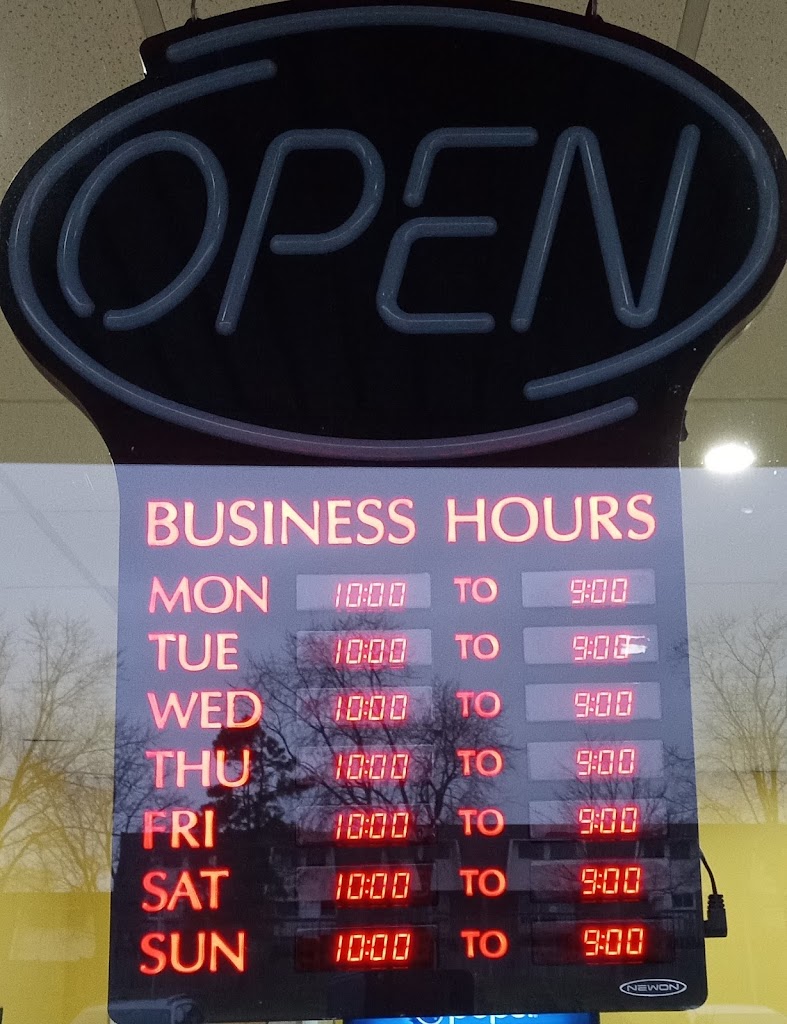 OPEN
BUSINESS HOURS
MON 10:00 TO 9:00
TUE 10:00 TO 9:00
WED 10:00 TO 9:00
THU 10:00 TO 9:00
FRI 10:00 TO 9:00
SAT 10:00 TO 9:00
SUN 10:00 TO 9:00
NEWON